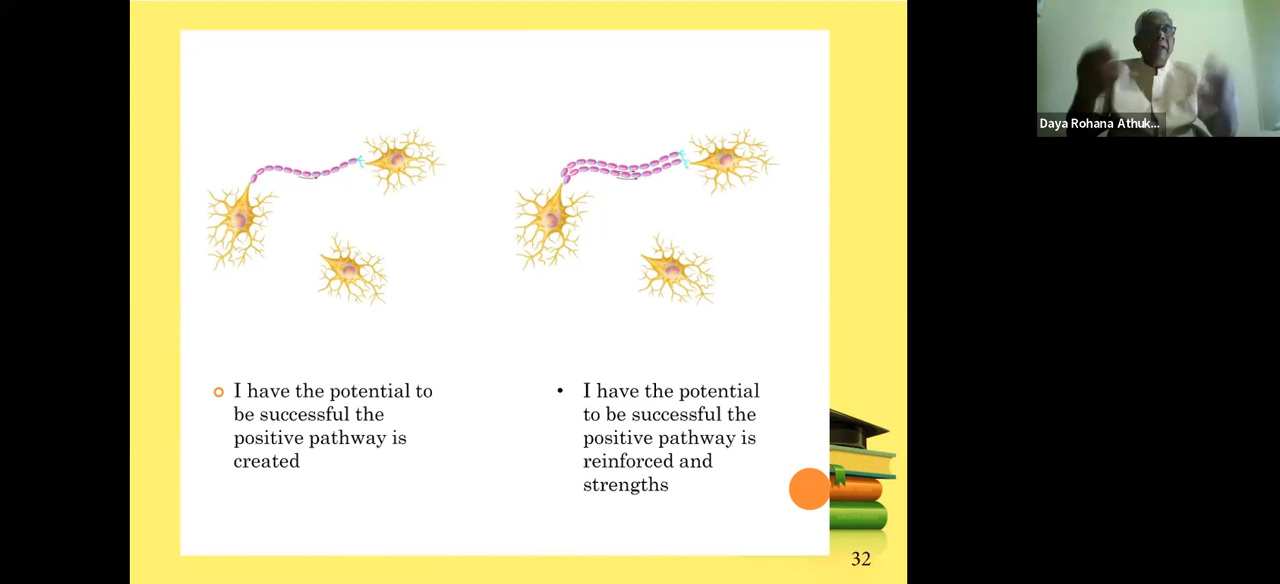 Daya Rohana Athuk...
I have the potential to
be successful the
positive pathway is
created
I have the potential
to be successful the
positive pathway is
reinforced and
strengths
32